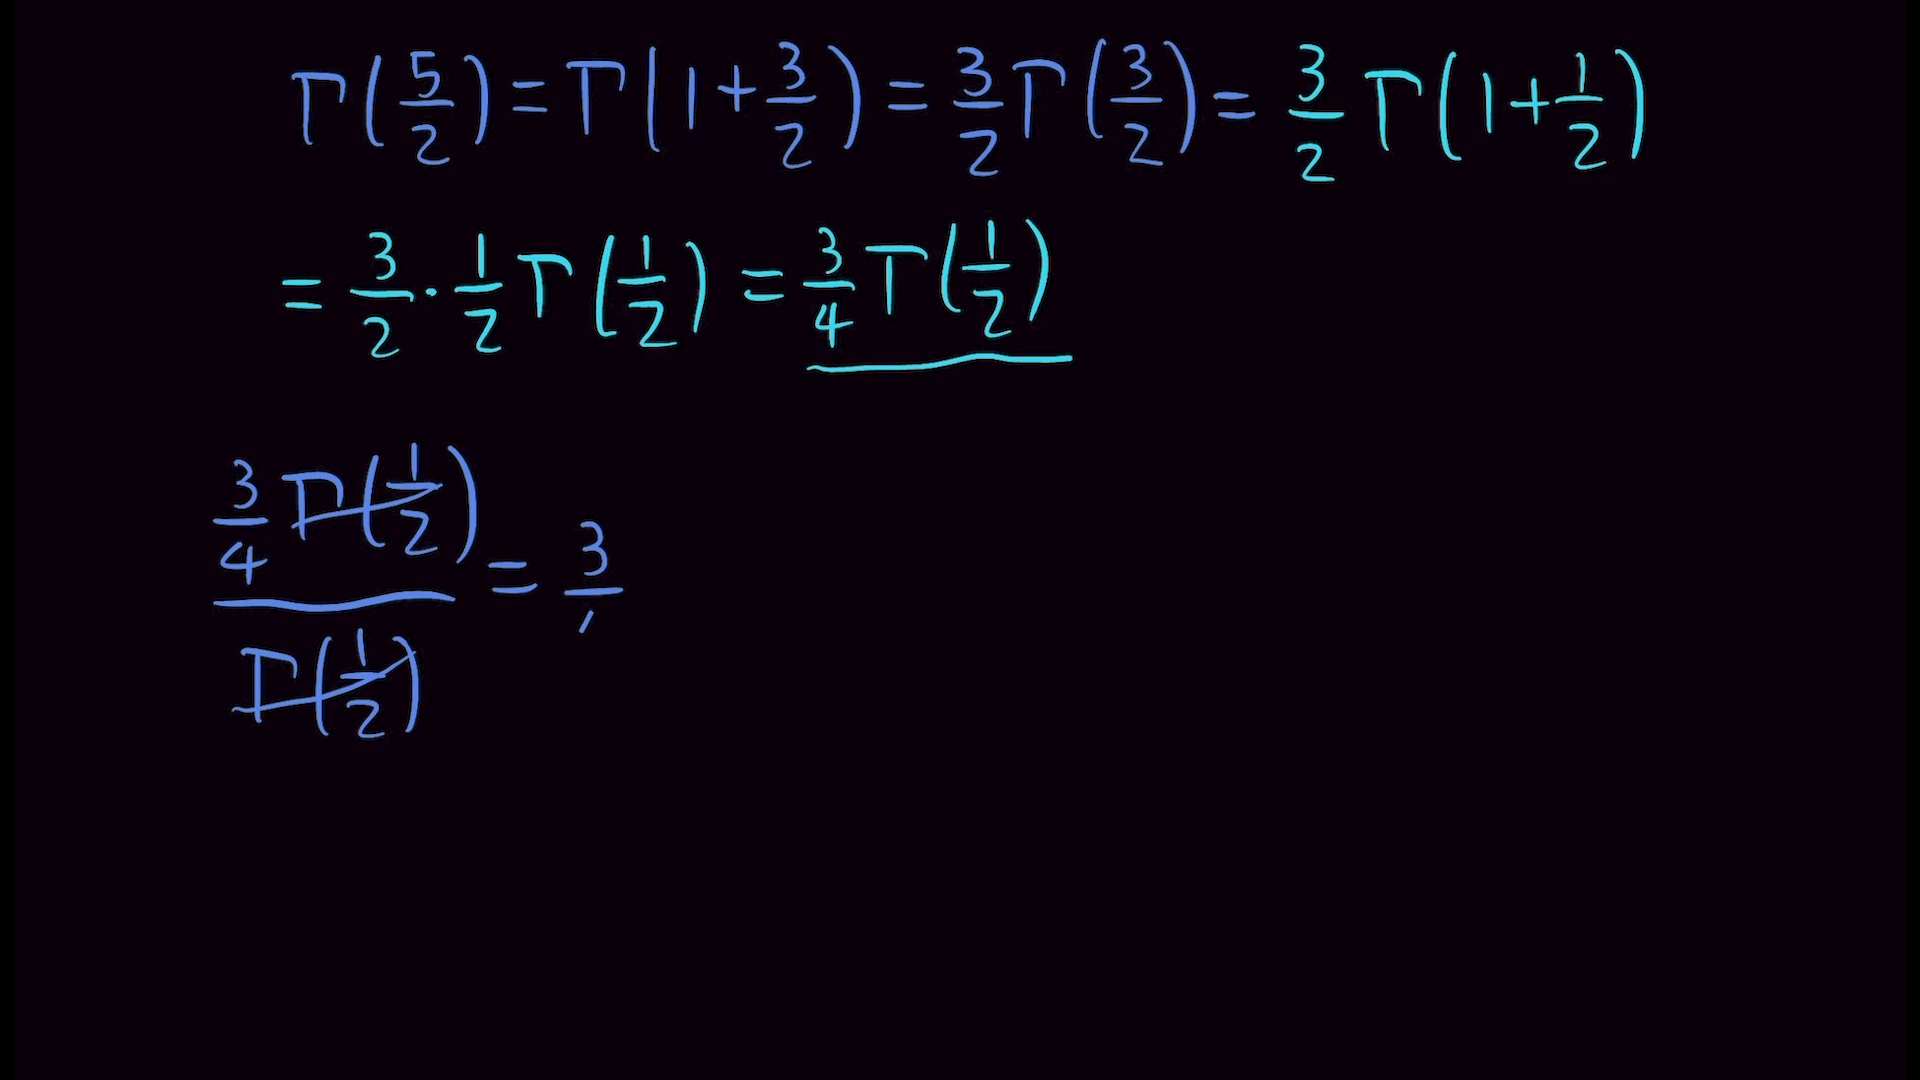 Γ(5/2) = Γ(1+3/2) = 3/2 Γ(3/2) = 3/2 Γ(1+1/2)
= 3/2 · 1/2 Γ(1/2) = 3/4 Γ(1/2)
3/4 Γ(1/2) / Γ(1/2) = 3/